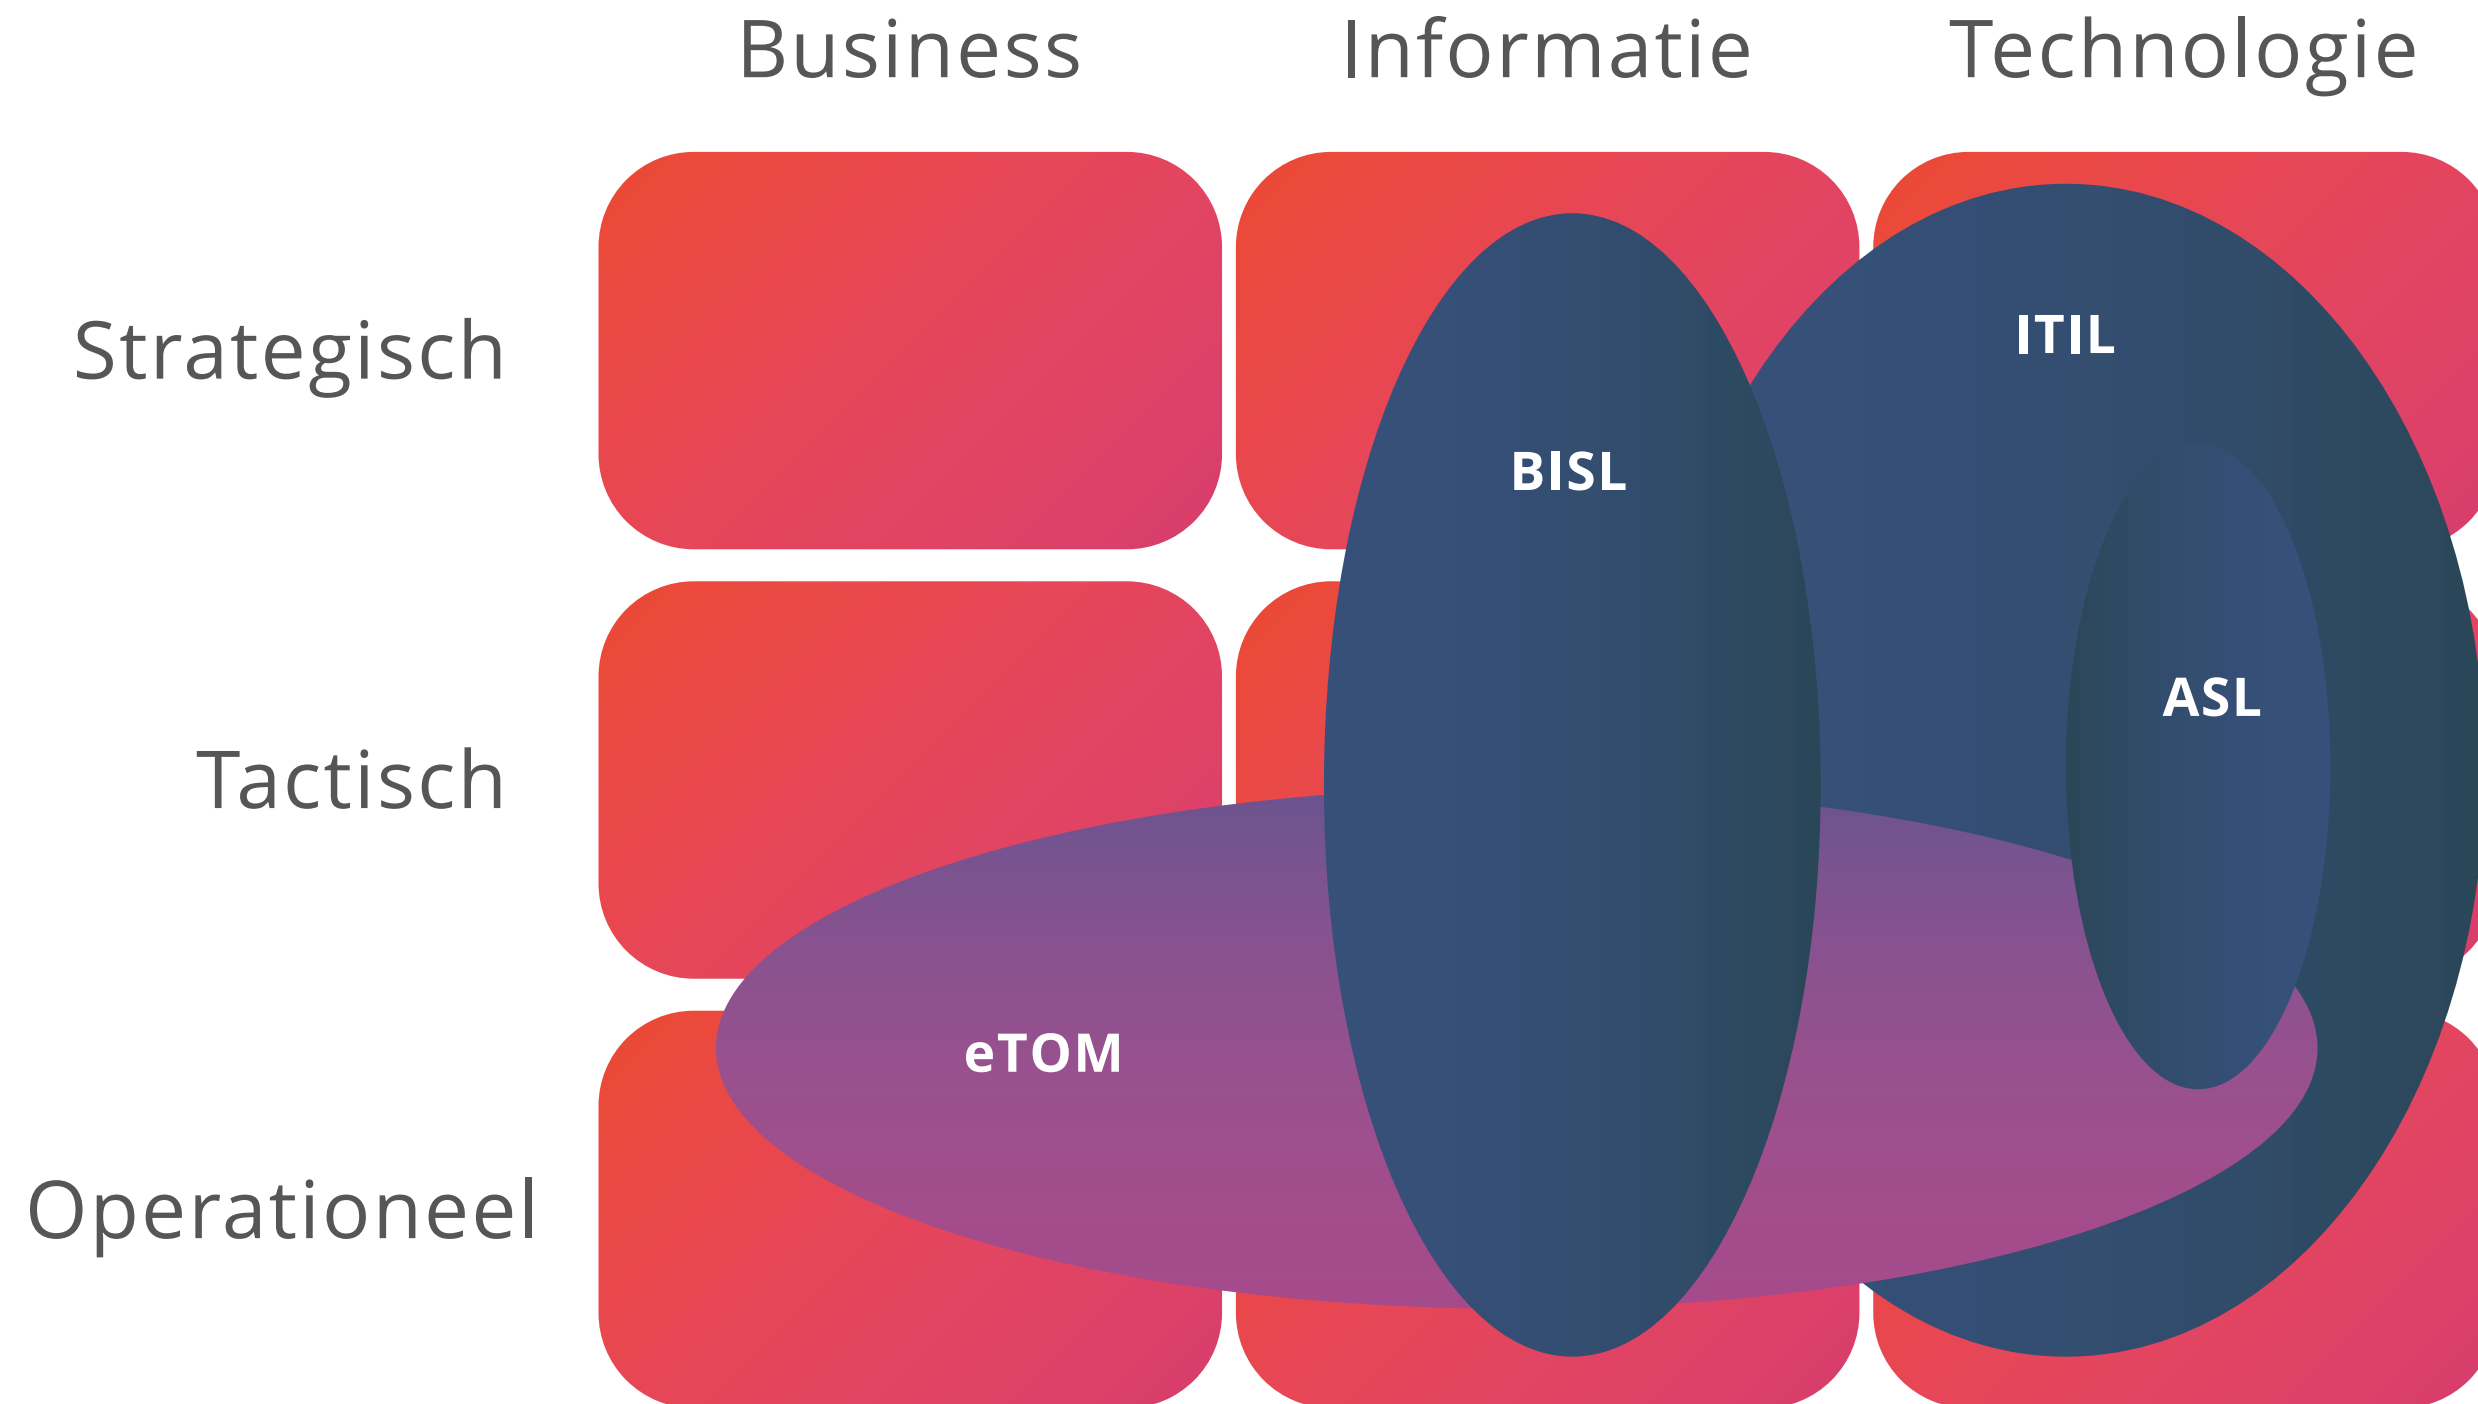 Business Informatie Technologie
Strategisch
ITIL
BISL
Tactisch
ASL
eTOM
Operationeel